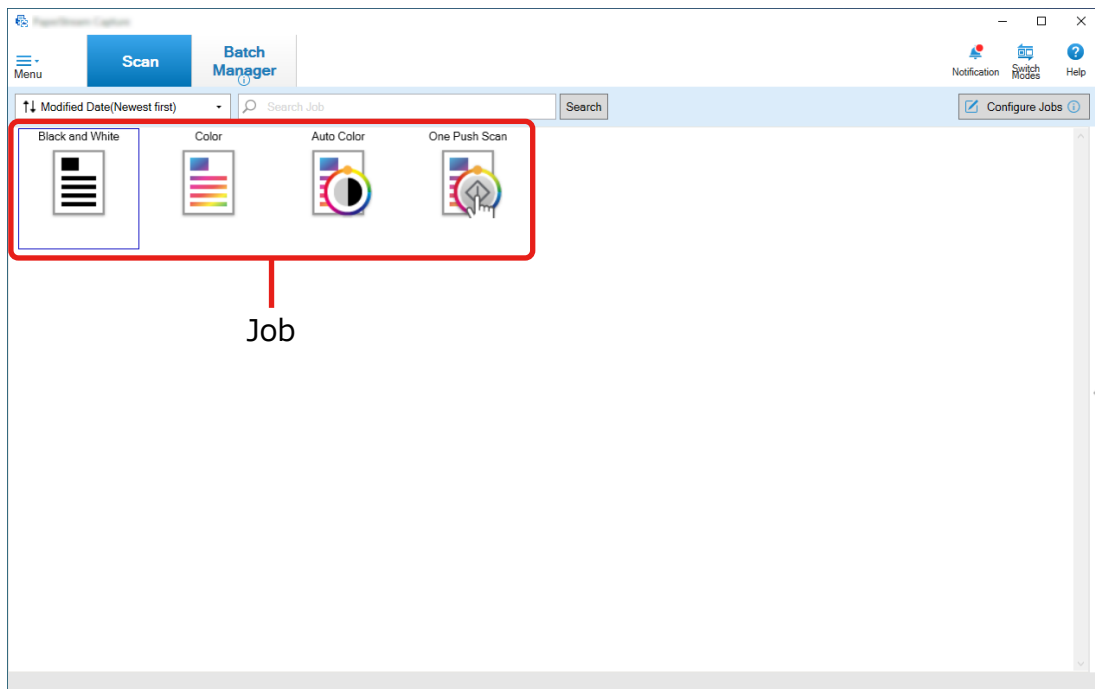 Menu
Scan
Batch
Manager
Notification
Switch
Modes
Help
Modified Date(Newest first)
Search Job
Search
Configure Jobs
Black and White
Color
Auto Color
One Push Scan
Job